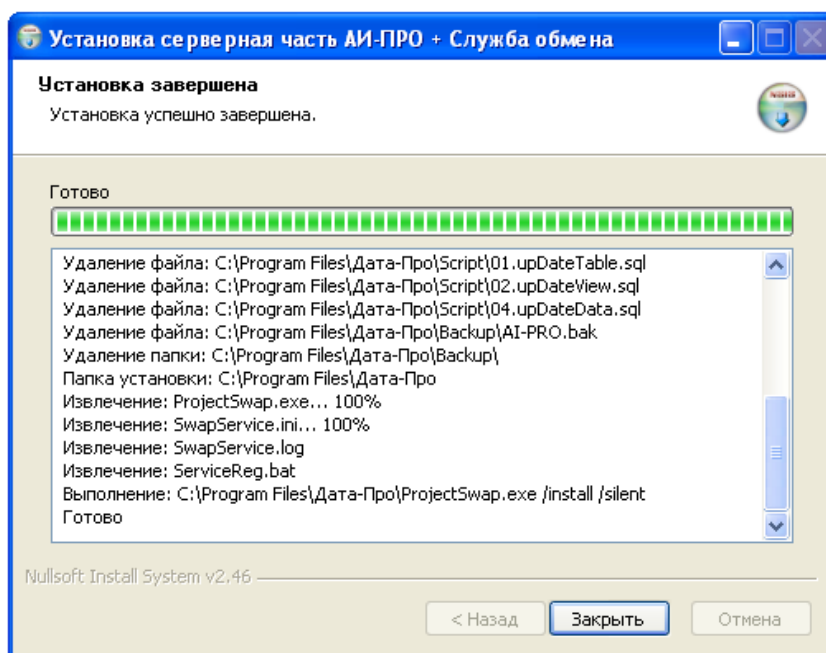 Установка серверная часть АИ-ПРО + Служба обмена
Установка завершена
Установка успешно завершена.
Готово
Удаление файла: C:\Program Files\Дата-Про\Script\01.upDateTable.sql
Удаление файла: C:\Program Files\Дата-Про\Script\02.upDateView.sql
Удаление файла: C:\Program Files\Дата-Про\Script\04.upDateData.sql
Удаление файла: C:\Program Files\Дата-Про\Backup\AI-PRO.bak
Удаление папки: C:\Program Files\Дата-Про\Backup\
Папка установки: C:\Program Files\Дата-Про
Извлечение: ProjectSwap.exe... 100%
Извлечение: SwapService.ini... 100%
Извлечение: SwapService.log
Извлечение: ServiceReg.bat
Выполнение: C:\Program Files\Дата-Про\ProjectSwap.exe /install /silent
Готово
Nullsoft Install System v2.46
< Назад Закрыть Отмена